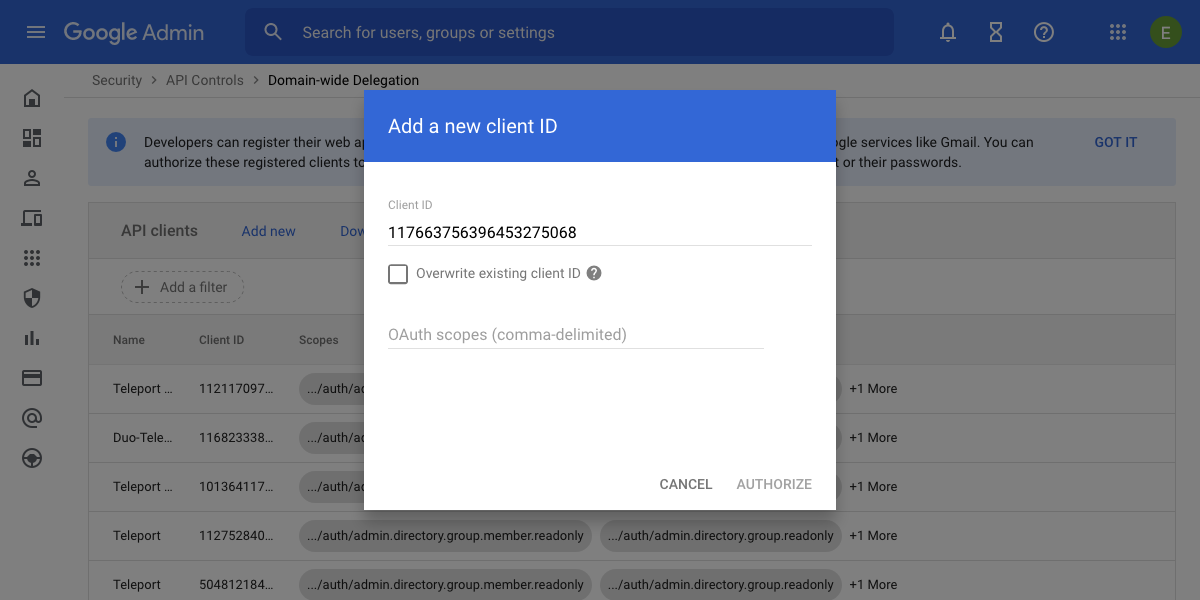 Google Admin
Search for users, groups or settings
E
Security > API Controls > Domain-wide Delegation
Add a new client ID
Developers can register their web ogle services like Gmail. You can
authorize these registered clients or their passwords.
GOT IT
Client ID
117663756396453275068
API clients
Add new
Overwrite existing client ID
Add a filter
OAuth scopes (comma-delimited)
Name Client ID Scopes
Teleport ... 112117097... .../auth/ad +1 More
Duo-Tele... 116823338... .../auth/ad +1 More
Teleport ... 101364117... .../auth/ad +1 More
CANCEL AUTHORIZE
Teleport 112752840... .../auth/admin.directory.group.member.readonly .../auth/admin.directory.group.readonly +1 More
Teleport 504812184... .../auth/admin.directory.group.member.readonly .../auth/admin.directory.group.readonly +1 More